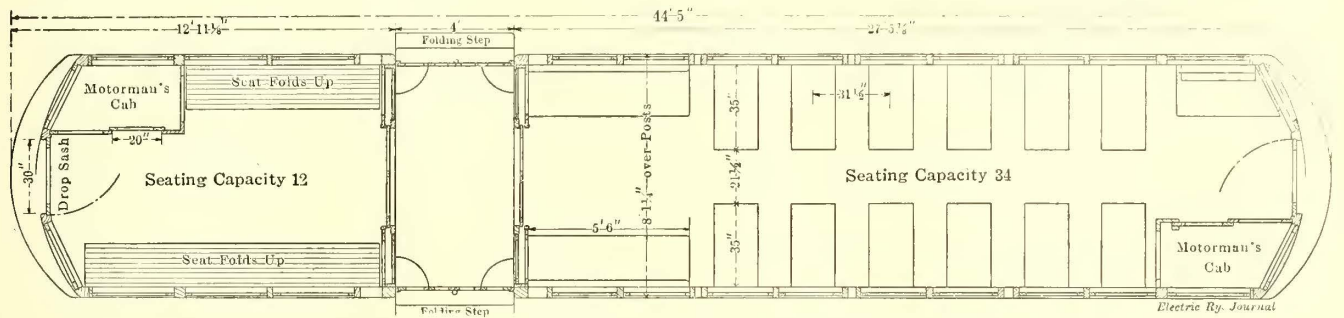 44'5"
12'11⅛"
4'
27'5⅞"
Folding Step
Motorman's
Cab
Seat Folds Up
20"
30"
Drop Sash
Seating Capacity 12
Seat Folds Up
Folding Step
8'1¼" over Posts
5'6"
35"
21½"
35"
31½"
Seating Capacity 34
Motorman's
Cab
Electric Ry. Journal